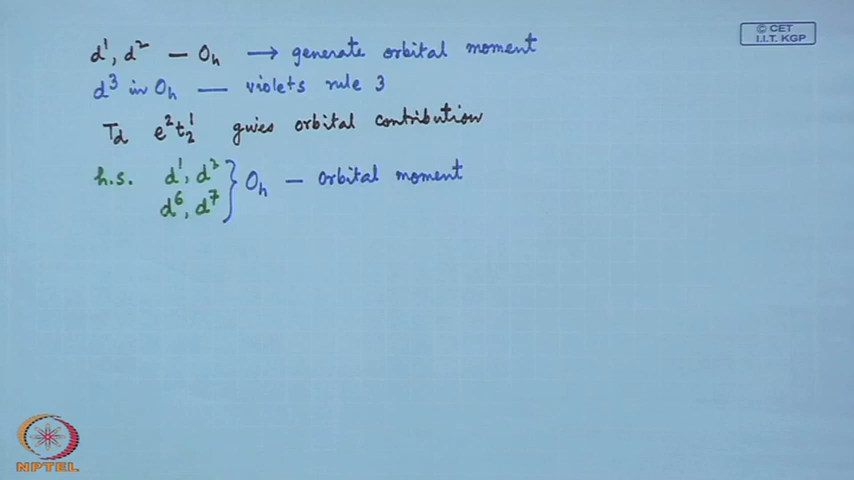 d¹, d² — Oₕ → generate orbital moment
© CET
I.I.T. KGP
d³ in Oₕ — violets rule 3
T_d e²t₂¹ gives orbital contribution
h.s. d¹, d² } Oₕ — orbital moment
d⁶, d⁷
NPTEL